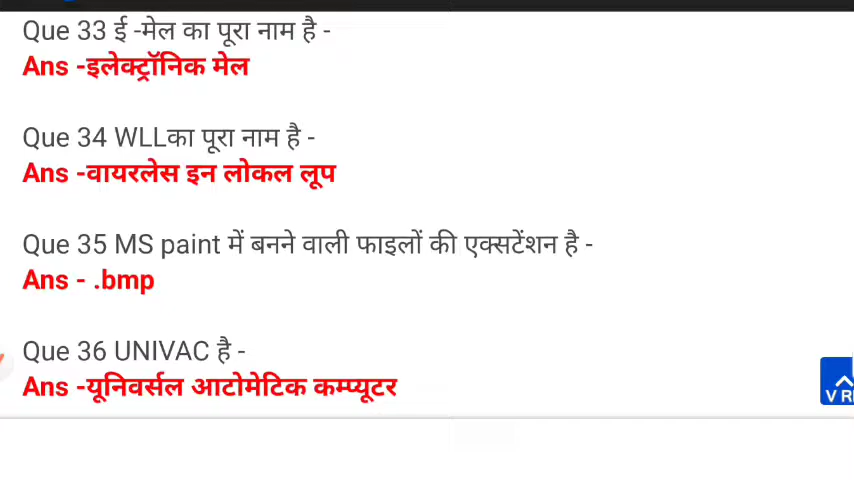 Que 33 ई -मेल का पूरा नाम है -
Ans -इलेक्ट्रॉनिक मेल
Que 34 WLLका पूरा नाम है -
Ans -वायरलेस इन लोकल लूप
Que 35 MS paint में बनने वाली फाइलों की एक्सटेंशन है -
Ans - .bmp
Que 36 UNIVAC है -
Ans -यूनिवर्सल आटोमेटिक कम्प्यूटर